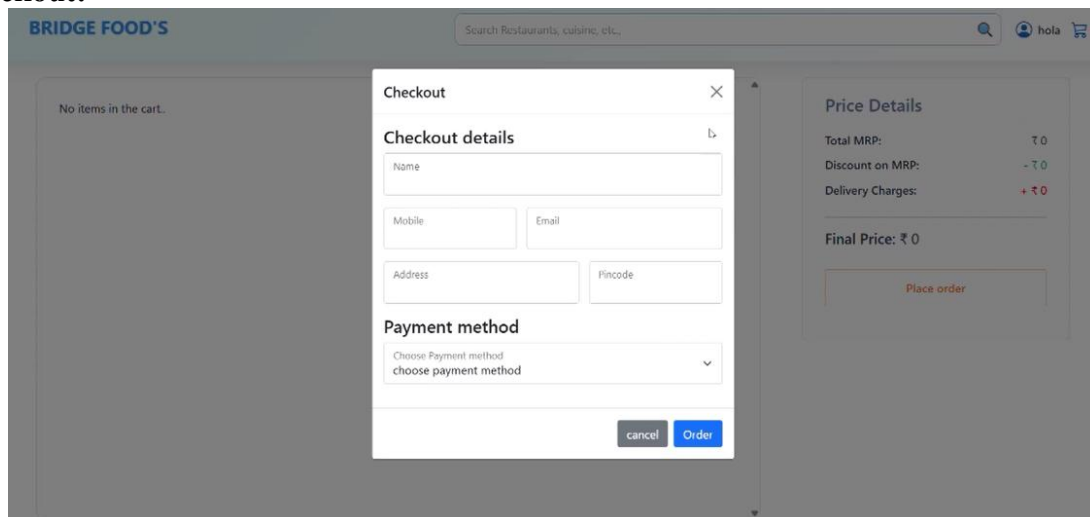 BRIDGE FOOD'S
Search Restaurants, cuisine, etc.,
hola
No items in the cart..
Checkout
Checkout details
Name
Mobile
Email
Address
Pincode
Payment method
Choose Payment method
choose payment method
cancel
Order
Price Details
Total MRP: ₹ 0
Discount on MRP: - ₹ 0
Delivery Charges: + ₹ 0
Final Price: ₹ 0
Place order